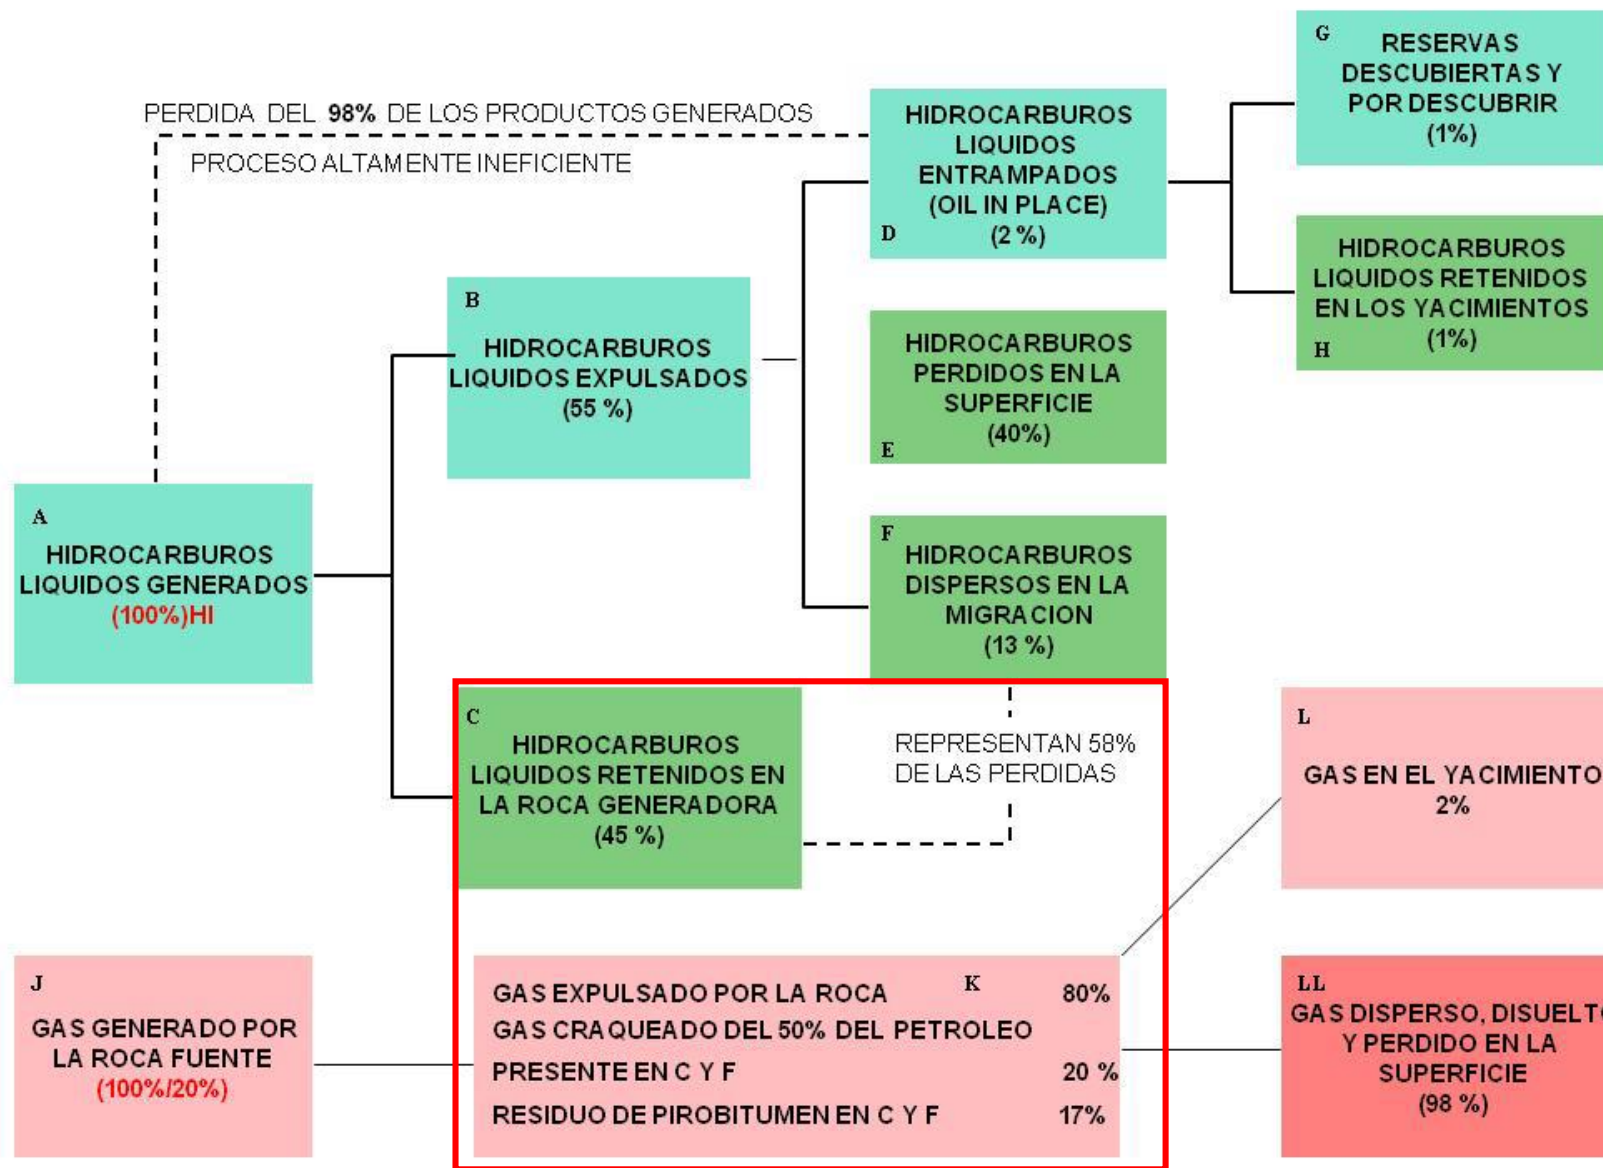 PERDIDA DEL 98% DE LOS PRODUCTOS GENERADOS
PROCESO ALTAMENTE INEFICIENTE
A
HIDROCARBUROS
LIQUIDOS GENERADOS
(100%)HI
B
HIDROCARBUROS
LIQUIDOS EXPULSADOS
(55 %)
C
HIDROCARBUROS
LIQUIDOS RETENIDOS EN
LA ROCA GENERADORA
(45 %)
HIDROCARBUROS
LIQUIDOS
ENTRAMPADOS
(OIL IN PLACE)
D
(2 %)
HIDROCARBUROS
PERDIDOS EN LA
SUPERFICIE
(40%)
E
F
HIDROCARBUROS
DISPERSOS EN LA
MIGRACION
(13 %)
REPRESENTAN 58%
DE LAS PERDIDAS
G
RESERVAS
DESCUBIERTAS Y
POR DESCUBRIR
(1%)
HIDROCARBUROS
LIQUIDOS RETENIDOS
EN LOS YACIMIENTOS
(1%)
H
J
GAS GENERADO POR
LA ROCA FUENTE
(100%/20%)
GAS EXPULSADO POR LA ROCA K 80%
GAS CRAQUEADO DEL 50% DEL PETROLEO
PRESENTE EN C Y F 20 %
RESIDUO DE PIROBITUMEN EN C Y F 17%
L
GAS EN EL YACIMIENTO
2%
LL
GAS DISPERSO, DISUELTO
Y PERDIDO EN LA
SUPERFICIE
(98 %)